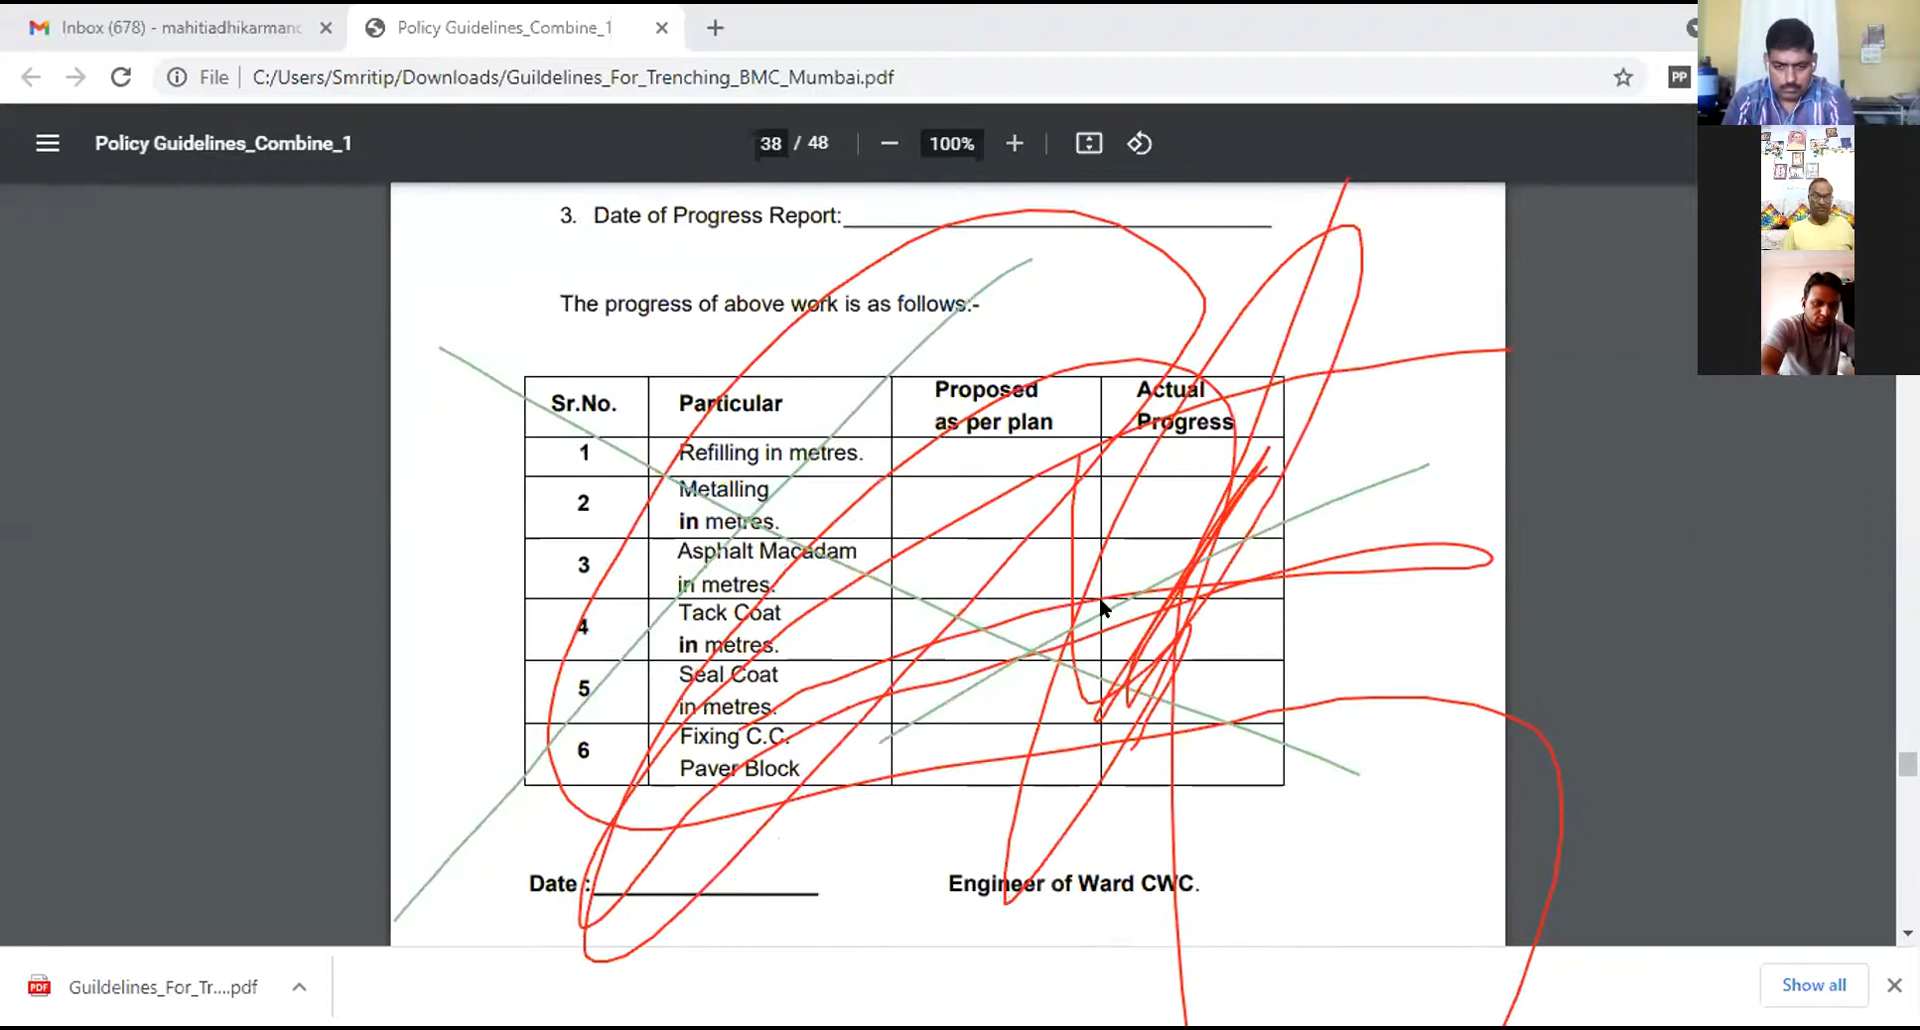 Inbox (678) - mahitiadhikarmanc
Policy Guidelines_Combine_1
File
C:/Users/Smritip/Downloads/Guildelines_For_Trenching_BMC_Mumbai.pdf
PP
Policy Guidelines_Combine_1
38 / 48
100%
3. Date of Progress Report:
The progress of above work is as follows:-
Sr.No. Particular Proposed as per plan Actual Progress
1 Refilling in metres.
2 Metalling in metres.
3 Asphalt Macadam in metres.
4 Tack Coat in metres.
5 Seal Coat in metres.
6 Fixing C.C. Paver Block
Date : Engineer of Ward CWC.
PDF
Guildelines_For_Tr....pdf
Show all